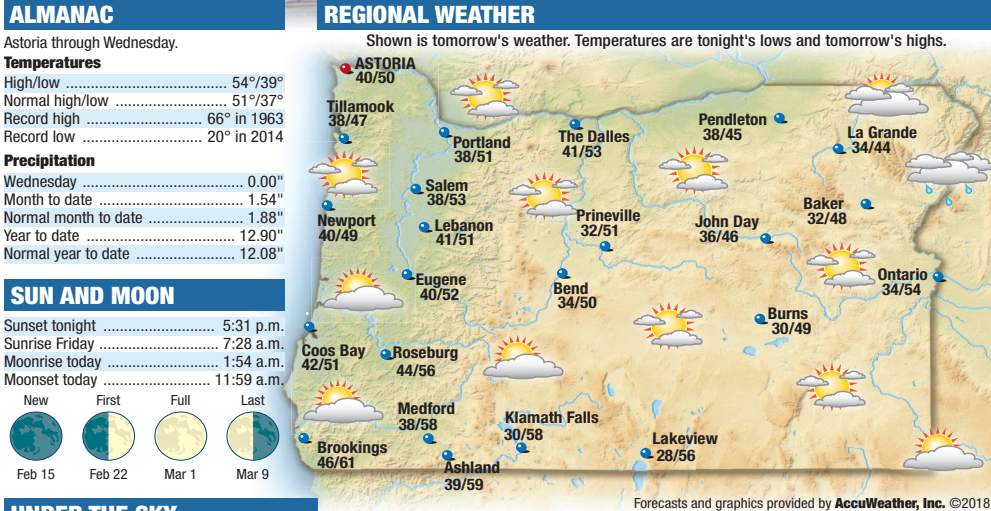 ALMANAC
Astoria through Wednesday.
Temperatures
High/low ................................ 54°/39°
Normal high/low ................... 51°/37°
Record high ........................ 66° in 1963
Record low ........................ 20° in 2014
Precipitation
Wednesday ................................ 0.00"
Month to date ............................. 1.54"
Normal month to date ................ 1.88"
Year to date .............................. 12.90"
Normal year to date ................... 12.08"
SUN AND MOON
Sunset tonight ...................... 5:31 p.m.
Sunrise Friday ....................... 7:28 a.m.
Moonrise today ..................... 1:54 a.m.
Moonset today .................... 11:59 a.m.
New First Full Last
Feb 15 Feb 22 Mar 1 Mar 9
REGIONAL WEATHER
Shown is tomorrow's weather. Temperatures are tonight's lows and tomorrow's highs.
ASTORIA
40/50
Tillamook
38/47
Portland
38/51
The Dalles
41/53
Pendleton
38/45
La Grande
34/44
Salem
38/53
Newport
40/49
Lebanon
41/51
Prineville
32/51
John Day
36/46
Baker
32/48
Eugene
40/52
Bend
34/50
Ontario
34/54
Burns
30/49
Coos Bay
42/51
Roseburg
44/56
Medford
38/58
Klamath Falls
30/58
Brookings
46/61
Ashland
39/59
Lakeview
28/56
Forecasts and graphics provided by AccuWeather, Inc. ©2018